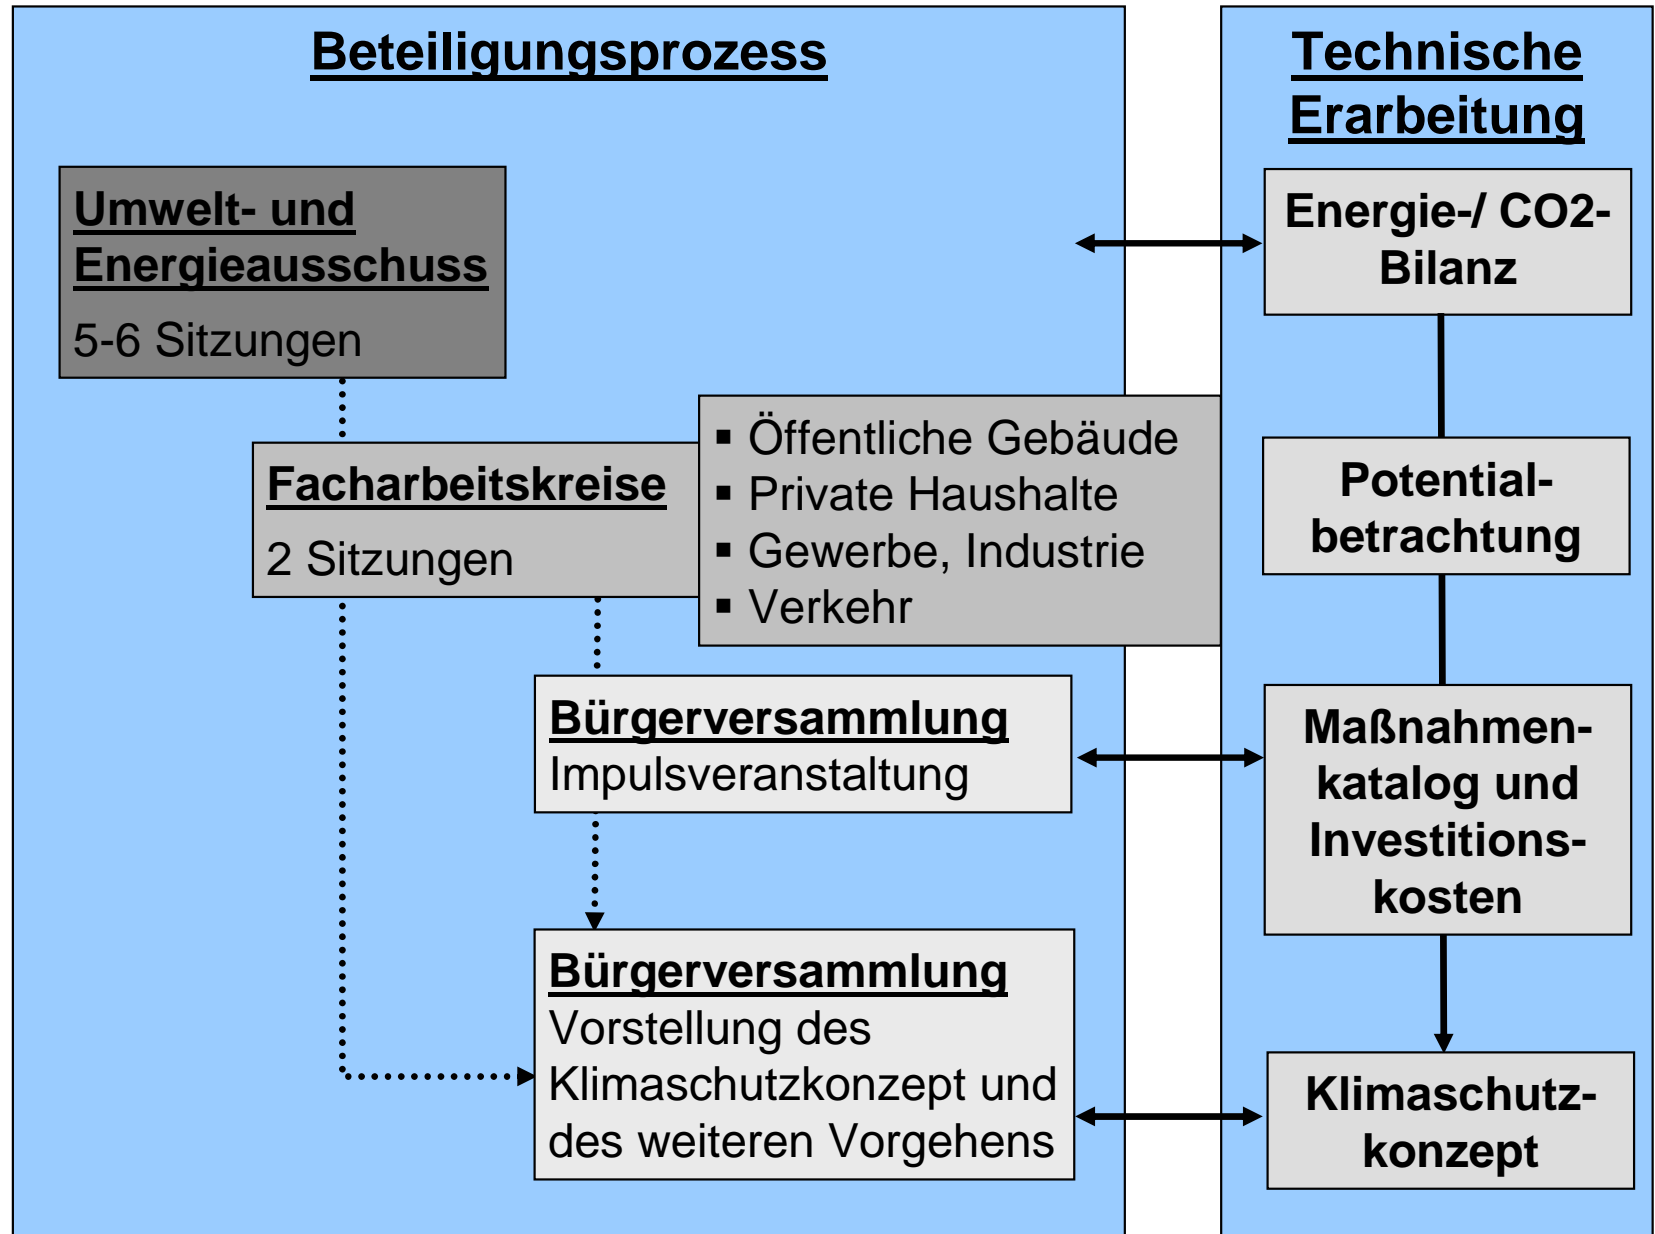 Beteiligungsprozess
Umwelt- und
Energieausschuss
5-6 Sitzungen
Facharbeitskreise
2 Sitzungen
▪ Öffentliche Gebäude
▪ Private Haushalte
▪ Gewerbe, Industrie
▪ Verkehr
Bürgerversammlung
Impulsveranstaltung
Bürgerversammlung
Vorstellung des
Klimaschutzkonzept und
des weiteren Vorgehens
Technische
Erarbeitung
Energie-/ CO2-
Bilanz
Potential-
betrachtung
Maßnahmen-
katalog und
Investitions-
kosten
Klimaschutz-
konzept